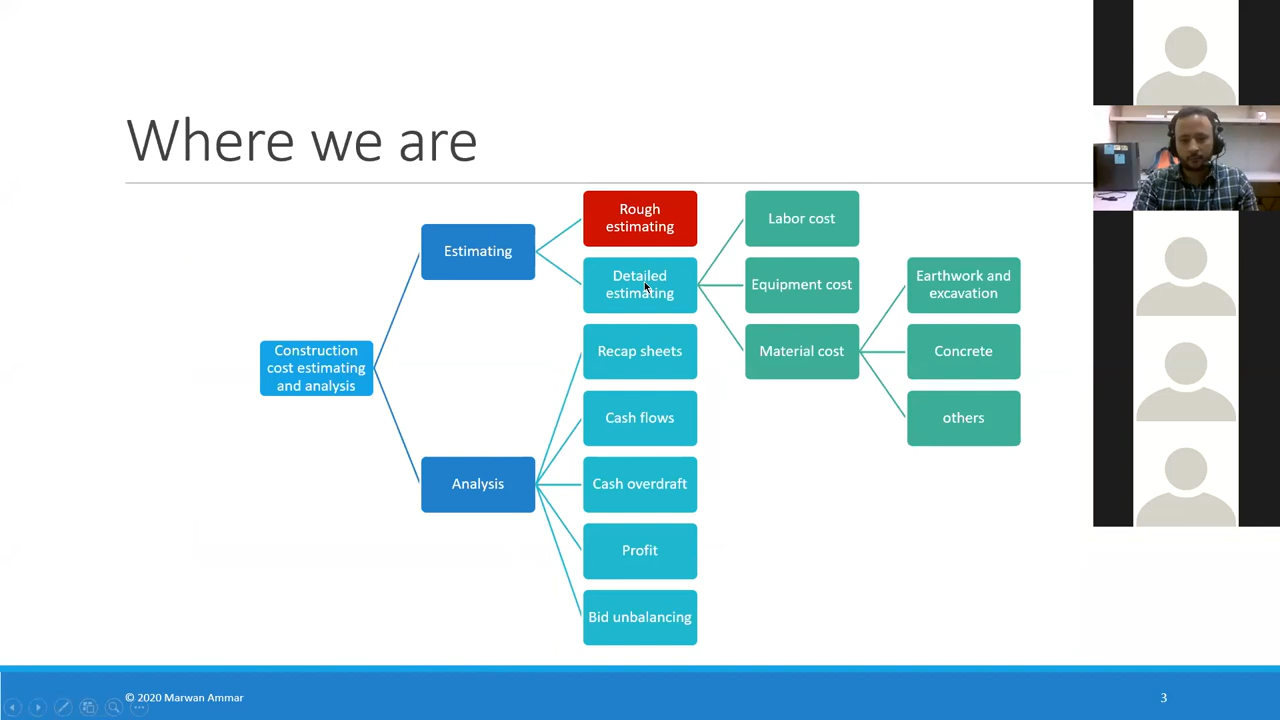 Where we are
Rough
estimating
Labor cost
Estimating
Detailed
estimating
Equipment cost
Earthwork and
excavation
Construction
cost estimating
and analysis
Recap sheets
Material cost
Concrete
Cash flows
others
Analysis
Cash overdraft
Profit
Bid unbalancing
© 2020 Marwan Ammar
3